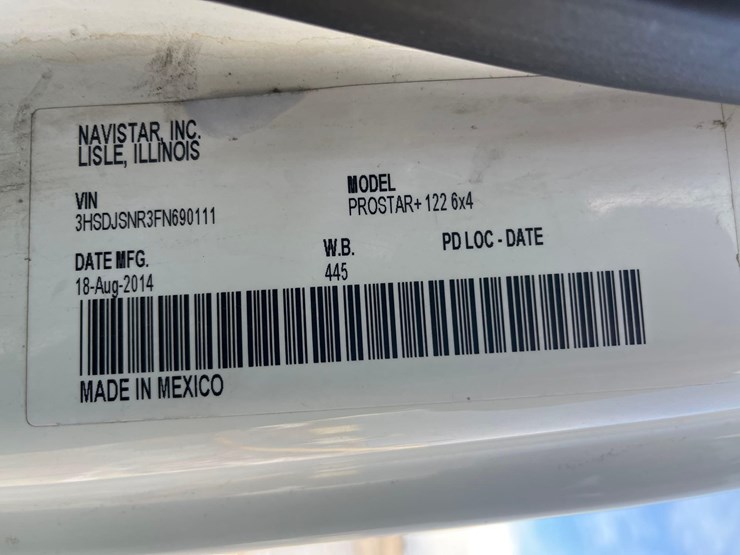 NAVISTAR, INC.
LISLE, ILLINOIS
VIN
3HSDJSNR3FN690111
MODEL
PROSTAR+ 122 6x4
DATE MFG.
18-Aug-2014
W.B.
445
PD LOC - DATE
MADE IN MEXICO